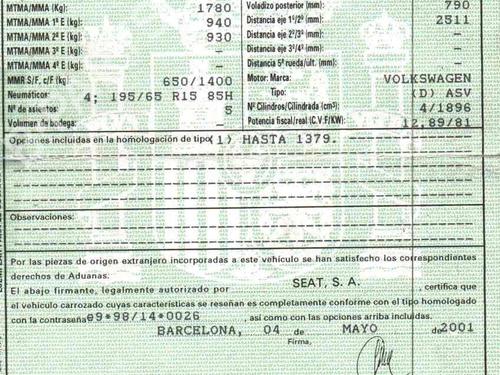 MTMA/MMA (Kg): 1780 Voladizo posterior (mm): 790
MTMA/MMA 1ª E (kg): 940 Distancia eje 1º/2º (mm): 2511
MTMA/MMA 2ª E (kg): 930 Distancia eje 2º/3º (mm): —
MTMA/MMA 3ª E (kg): — Distancia eje 3º/4º (mm): —
MTMA/MMA 4ª E (kg): — Distancia 5ª rueda/ult. (mm): —
MMR S/F, c/F (kg): 650/1400 Motor: Marca: VOLKSWAGEN
Neumáticos: 4; 195/65 R15 85H Tipo: (D) ASV
Nº de asientos: 5 Nº Cilindros/Cilindrada (cm³): 4/1896
Volumen de bodega: — Potencia fiscal/real (C.V.F/KW): 12,89/81
Opciones incluidas en la homologación de tipo: (1) HASTA 1379.
Observaciones:
Por las piezas de origen extranjero incorporadas a este vehículo se han satisfecho los correspondientes
derechos de Aduanas.
El abajo firmante, legalmente autorizado por SEAT, S.A. , certifica que
el vehículo carrozado cuyas características se reseñan es completamente conforme con el tipo homologado
con la contraseña e9*98/14*0026 , así como con las opciones arriba incluidas.
BARCELONA, 04 de MAYO de 2001
Firma,